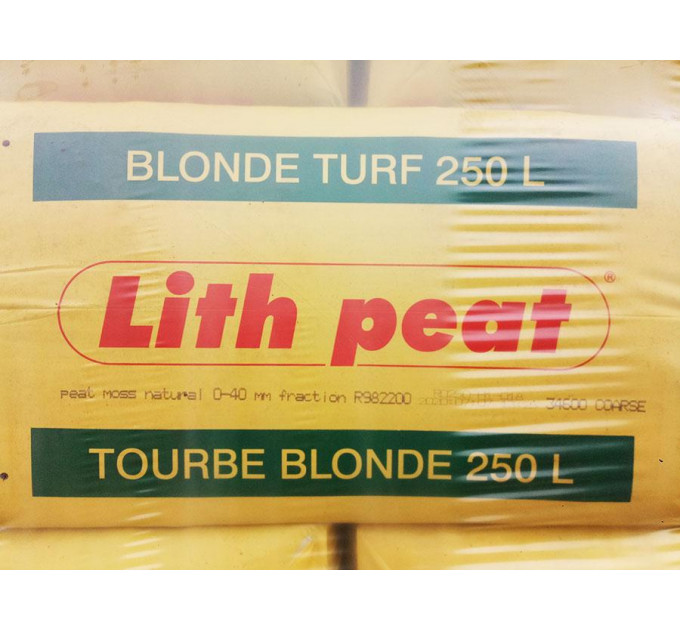 BLONDE TURF 250 L
Lith peat ®
peat moss natural 0-40 mm fraction R982200 34600 COARSE
TOURBE BLONDE 250 L